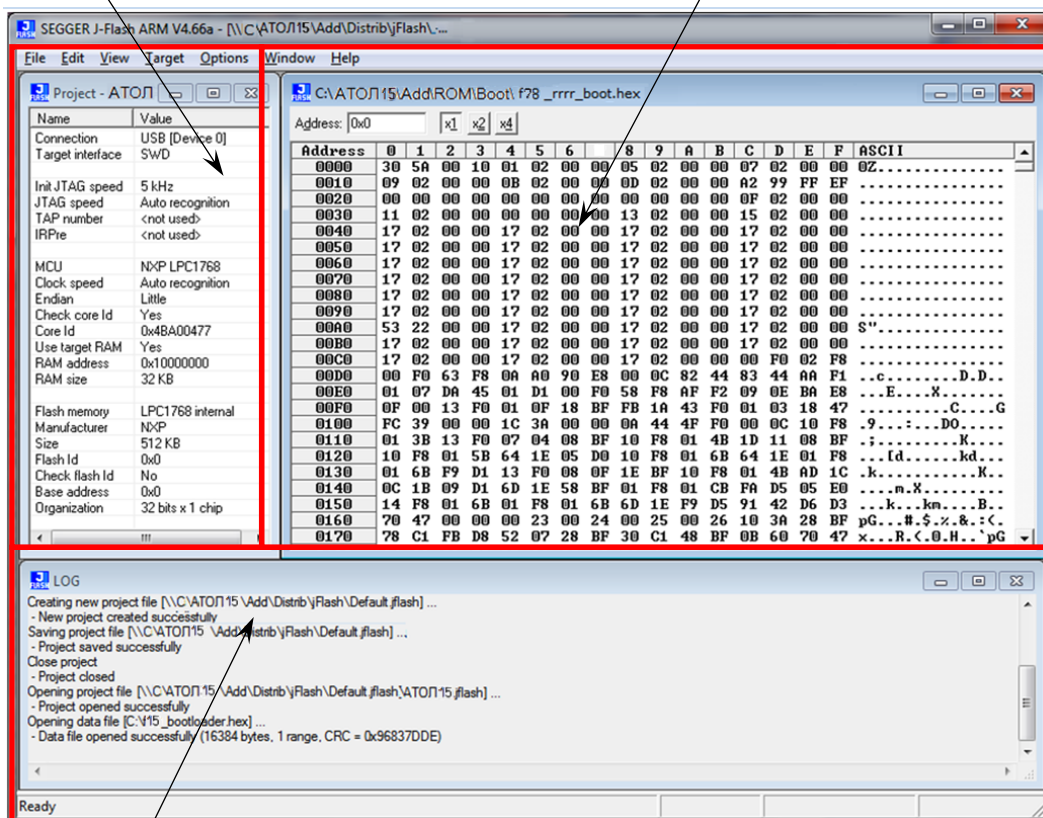 SEGGER J-Flash ARM V4.66a - [\\C\АТОЛ15\Add\Distrib\jFlash\...
File Edit View Target Options Window Help
Project - АТОЛ
Name Value
Connection USB [Device 0]
Target interface SWD
Init JTAG speed 5 kHz
JTAG speed Auto recognition
TAP number <not used>
IRPre <not used>
MCU NXP LPC1768
Clock speed Auto recognition
Endian Little
Check core Id Yes
Core Id 0x4BA00477
Use target RAM Yes
RAM address 0x10000000
RAM size 32 KB
Flash memory LPC1768 internal
Manufacturer NXP
Size 512 KB
Flash Id 0x0
Check flash Id No
Base address 0x0
Organization 32 bits x 1 chip
C:\АТОЛ15\Add\ROM\Boot\ f78 _rrrr_boot.hex
Address: 0x0 x1 x2 x4
Address 0 1 2 3 4 5 6 8 9 A B C D E F ASCII
0000 30 5A 00 10 01 02 00 00 05 02 00 00 07 02 00 00 0Z..............
0010 09 02 00 00 0B 02 00 00 0D 02 00 00 A2 99 FF EF ................
0020 00 00 00 00 00 00 00 00 00 00 00 00 0F 02 00 00 ................
0030 11 02 00 00 00 00 00 00 13 02 00 00 15 02 00 00 ................
0040 17 02 00 00 17 02 00 00 17 02 00 00 17 02 00 00 ................
0050 17 02 00 00 17 02 00 00 17 02 00 00 17 02 00 00 ................
0060 17 02 00 00 17 02 00 00 17 02 00 00 17 02 00 00 ................
0070 17 02 00 00 17 02 00 00 17 02 00 00 17 02 00 00 ................
0080 17 02 00 00 17 02 00 00 17 02 00 00 17 02 00 00 ................
0090 17 02 00 00 17 02 00 00 17 02 00 00 17 02 00 00 ................
00A0 53 22 00 00 17 02 00 00 17 02 00 00 17 02 00 00 S"..............
00B0 17 02 00 00 17 02 00 00 17 02 00 00 17 02 00 00 ................
00C0 17 02 00 00 17 02 00 00 17 02 00 00 00 F0 02 F8 ................
00D0 00 F0 63 F8 0A A0 90 E8 00 0C 82 44 83 44 AA F1 ..c........D.D..
00E0 01 07 DA 45 01 D1 00 F0 58 F8 AF F2 09 0E BA E8 ...E....X.......
00F0 0F 00 13 F0 01 0F 18 BF FB 1A 43 F0 01 03 18 47 ..........C....G
0100 FC 39 00 00 1C 3A 00 00 0A 44 4F F0 00 0C 10 F8 .9...:...DO.....
0110 01 3B 13 F0 07 04 08 BF 10 F8 01 4B 1D 11 08 BF .;.........K....
0120 10 F8 01 5B 64 1E 05 D0 10 F8 01 6B 64 1E 01 F8 ...[d......kd...
0130 01 6B F9 D1 13 F0 08 0F 1E BF 10 F8 01 4B AD 1C .k...........K..
0140 0C 1B 09 D1 6D 1E 58 BF 01 F8 01 CB FA D5 05 E0 ....m.X.........
0150 14 F8 01 6B 01 F8 01 6B 6D 1E F9 D5 91 42 D6 D3 ...k...km....B..
0160 70 47 00 00 00 23 00 24 00 25 00 26 10 3A 28 BF pG...#.$.%.&.:(.
0170 78 C1 FB D8 52 07 28 BF 30 C1 48 BF 0B 60 70 47 x...R.(.0.H..`pG
LOG
Creating new project file [\\C\АТОЛ15 \Add\Distrib\jFlash\Default.jflash] ...
- New project created successfully
Saving project file [\\C\АТОЛ15 \Add\Distrib\jFlash\Default.jflash] ...
- Project saved successfully
Close project
- Project closed
Opening project file [\\C\АТОЛ15 \Add\Distrib\jFlash\Default.jflash\АТОЛ15.jflash] ...
- Project opened successfully
Opening data file [C:\f15 _bootloader.hex] ...
- Data file opened successfully (16384 bytes, 1 range, CRC = 0x96837DDE)
Ready